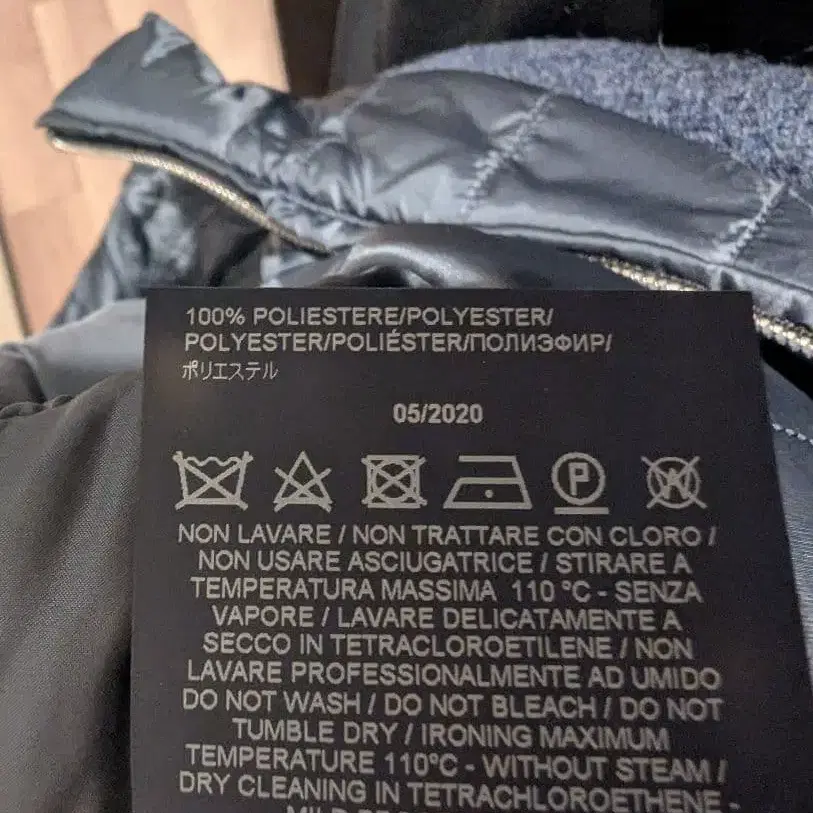 100% POLIESTERE/POLYESTER/
POLYESTER/POLIÉSTER/ПОЛИЭФИР/
ポリエステル
05/2020
P
W
NON LAVARE / NON TRATTARE CON CLORO /
NON USARE ASCIUGATRICE / STIRARE A
TEMPERATURA MASSIMA 110 °C - SENZA
VAPORE / LAVARE DELICATAMENTE A
SECCO IN TETRACLOROETILENE / NON
LAVARE PROFESSIONALMENTE AD UMIDO
DO NOT WASH / DO NOT BLEACH / DO NOT
TUMBLE DRY / IRONING MAXIMUM
TEMPERATURE 110ºC - WITHOUT STEAM /
DRY CLEANING IN TETRACHLOROETHENE -